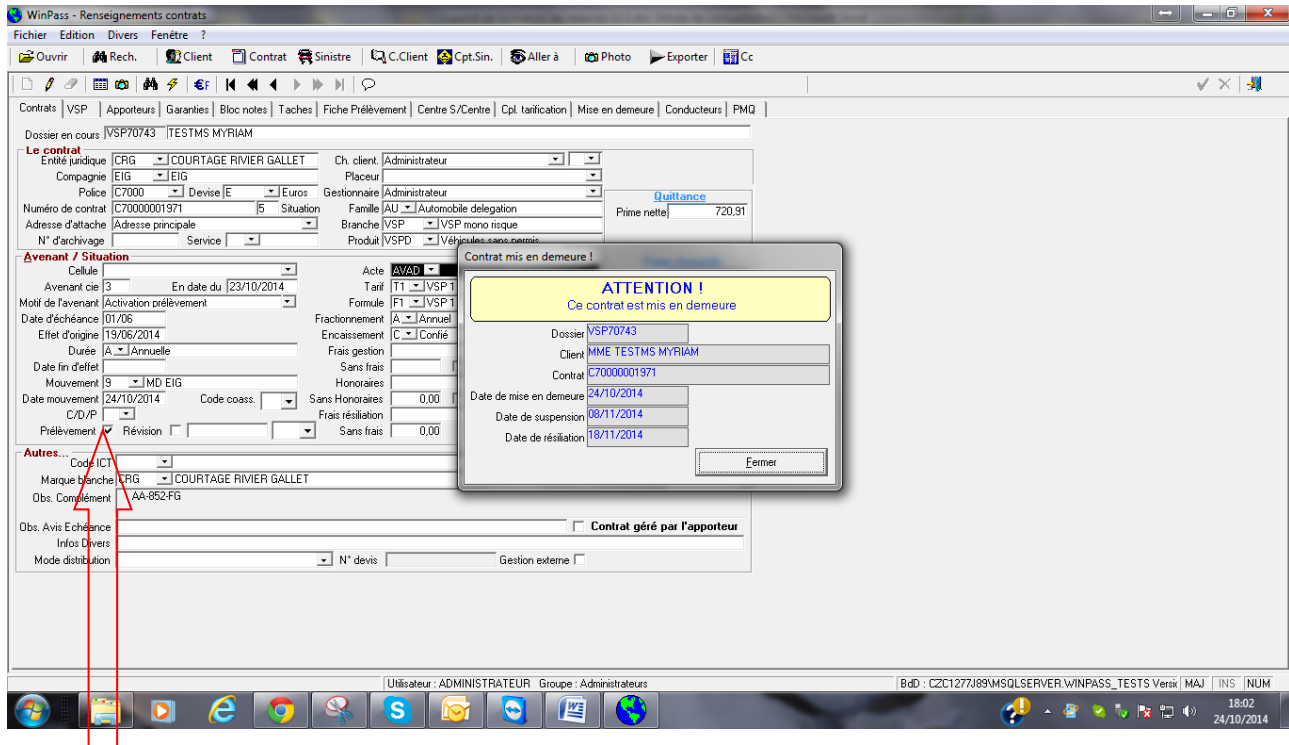 WinPass - Renseignements contrats
Fichier Edition Divers Fenêtre ?
Ouvrir Rech. Client Contrat Sinistre C.Client Cpt.Sin. Aller à Photo Exporter Cc
€F
Contrats VSP Apporteurs Garanties Bloc notes Taches Fiche Prélèvement Centre S/Centre Cpl. tarification Mise en demeure Conducteurs PMQ
Dossier en cours VSP70743 TESTMS MYRIAM
Le contrat
Entité juridique CRG COURTAGE RIVIER GALLET Ch. client. Administrateur
Compagnie EIG EIG Placeur
Police C7000 Devise E Euros Gestionnaire Administrateur Quittance
Numéro de contrat C70000001971 5 Situation Famille AU Automobile delegation Prime nette 720,91
Adresse d'attache Adresse principale Branche VSP VSP mono risque
N° d'archivage Service Produit VSPD Véhicules sans permis
Avenant / Situation
Cellule Acte AVAD
Avenant cie 3 En date du 23/10/2014 Tarif T1 VSP 1
Motif de l'avenant Activation prélèvement Formule F1 VSP 1
Date d'échéance 01/06 Fractionnement A Annuel
Effet d'origine 19/06/2014 Encaissement C Confié
Durée A Annuelle Frais gestion
Date fin d'effet Sans frais
Mouvement 9 MD EIG Honoraires
Date mouvement 24/10/2014 Code coass. Sans Honoraires 0,00
C/D/P Frais résiliation
Prélèvement Révision Sans frais 0,00
Contrat mis en demeure !
ATTENTION !
Ce contrat est mis en demeure
Dossier VSP70743
Client MME TESTMS MYRIAM
Contrat C70000001971
Date de mise en demeure 24/10/2014
Date de suspension 08/11/2014
Date de résiliation 18/11/2014
Fermer
Autres...
Code ICT
Marque blanche CRG COURTAGE RIVIER GALLET
Obs. Complément AA-852-FG
Obs. Avis Echéance Contrat géré par l'apporteur
Infos Divers
Mode distribution N° devis Gestion externe
Utilisateur : ADMINISTRATEUR Groupe : Administrateurs BdD : CZC1277J89\MSQLSERVER.WINPASS_TESTS Versi MAJ INS NUM
18:02
24/10/2014